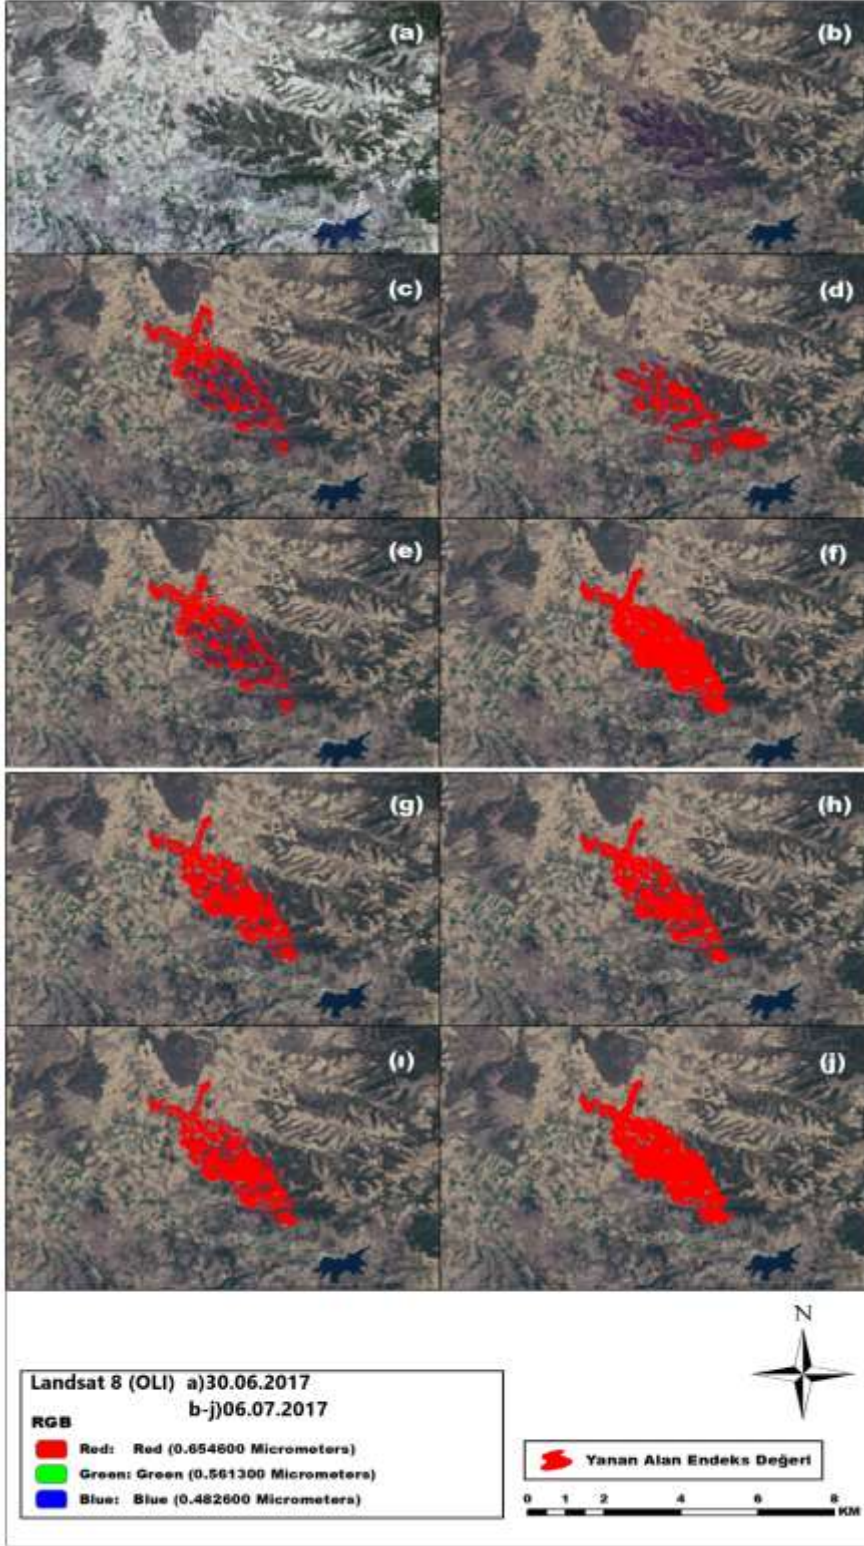 (a)
(b)
(c)
(d)
(e)
(f)
(g)
(h)
(ı)
(j)
N
Landsat 8 (OLI) a)30.06.2017
b-j)06.07.2017
RGB
Red: Red (0.654600 Micrometers)
Green: Green (0.561300 Micrometers)
Blue: Blue (0.482600 Micrometers)
Yanan Alan Endeks Değeri
0 1 2 4 6 8
KM